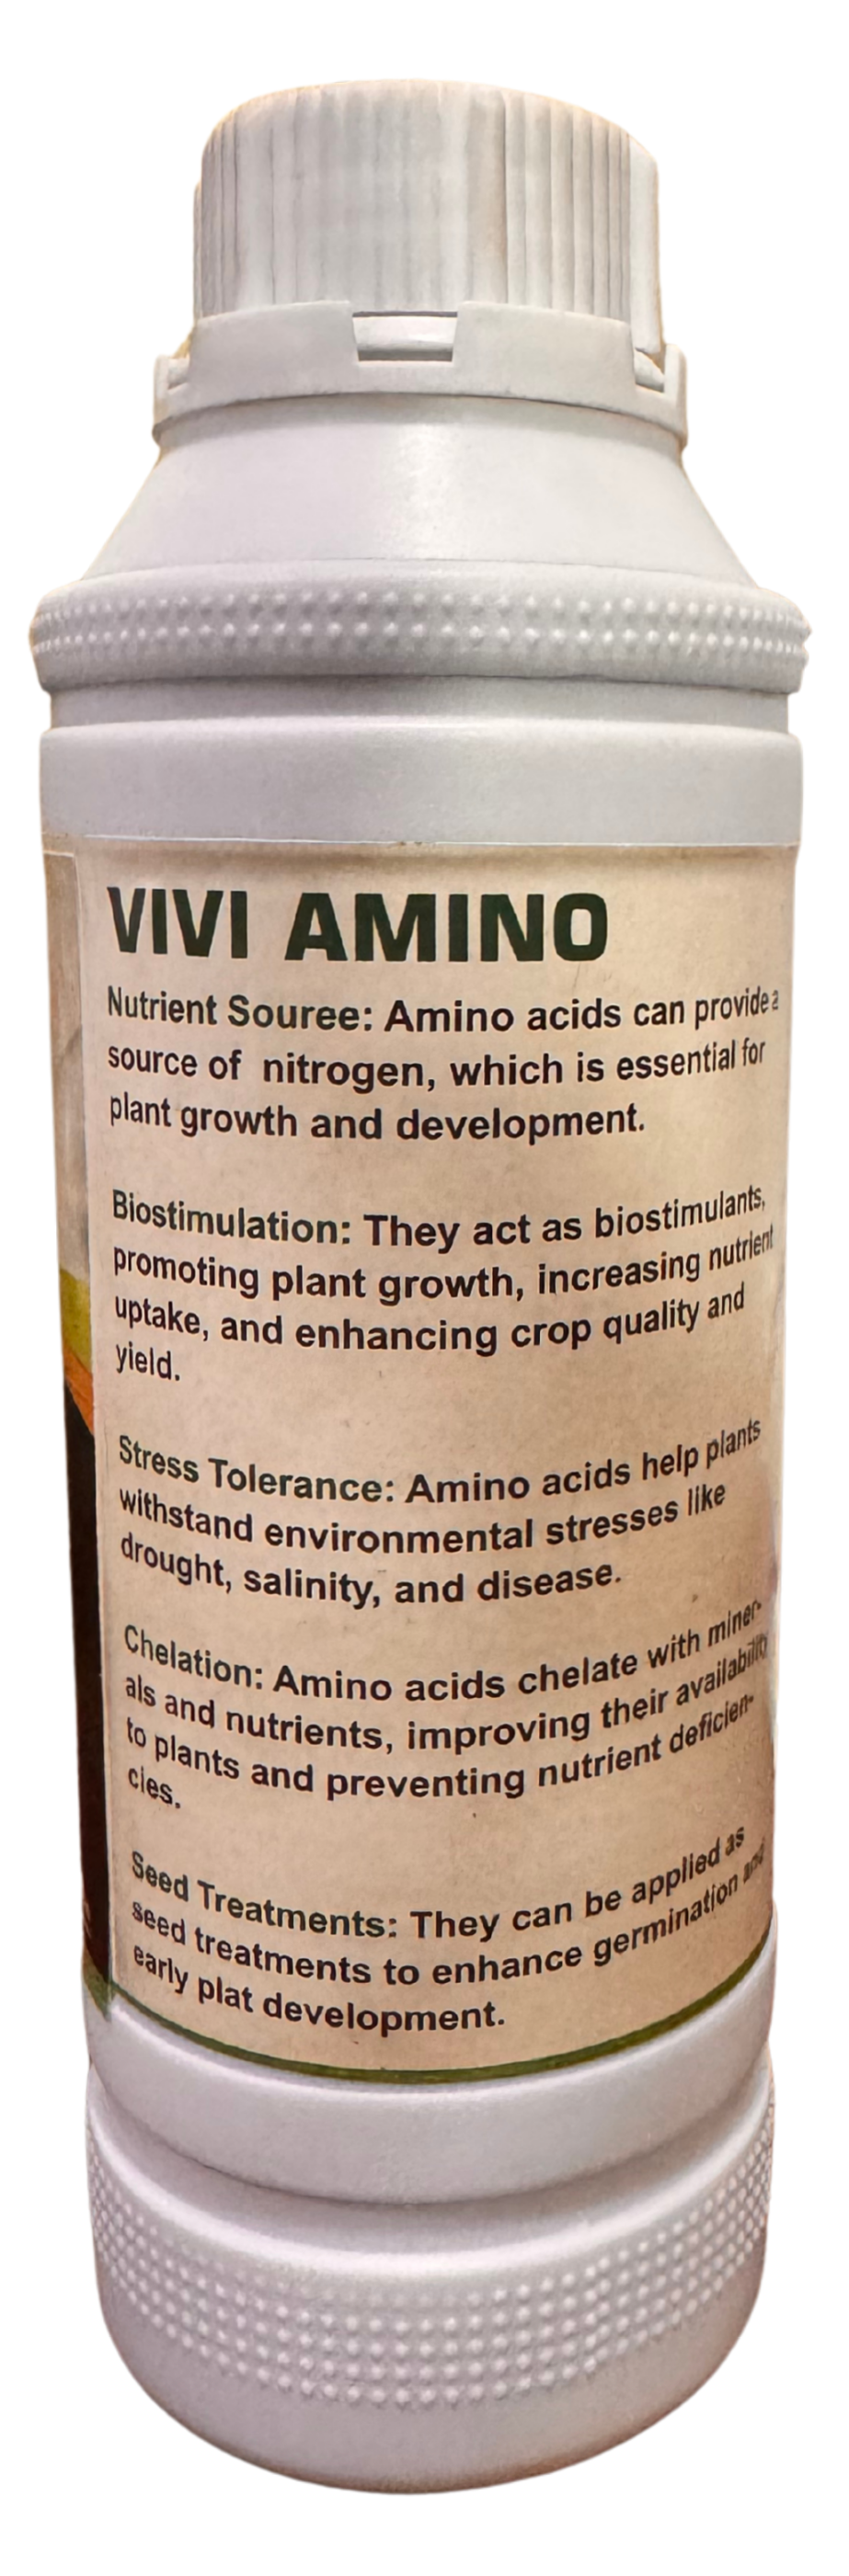 VIVI AMINO
Nutrient Souree: Amino acids can provide a
source of nitrogen, which is essential for
plant growth and development.
Biostimulation: They act as biostimulants,
promoting plant growth, increasing nutrient
uptake, and enhancing crop quality and
yield.
Stress Tolerance: Amino acids help plants
withstand environmental stresses like
drought, salinity, and disease.
Chelation: Amino acids chelate with miner-
als and nutrients, improving their availability
to plants and preventing nutrient deficien-
cies.
Seed Treatments: They can be applied as
seed treatments to enhance germination and
early plat development.